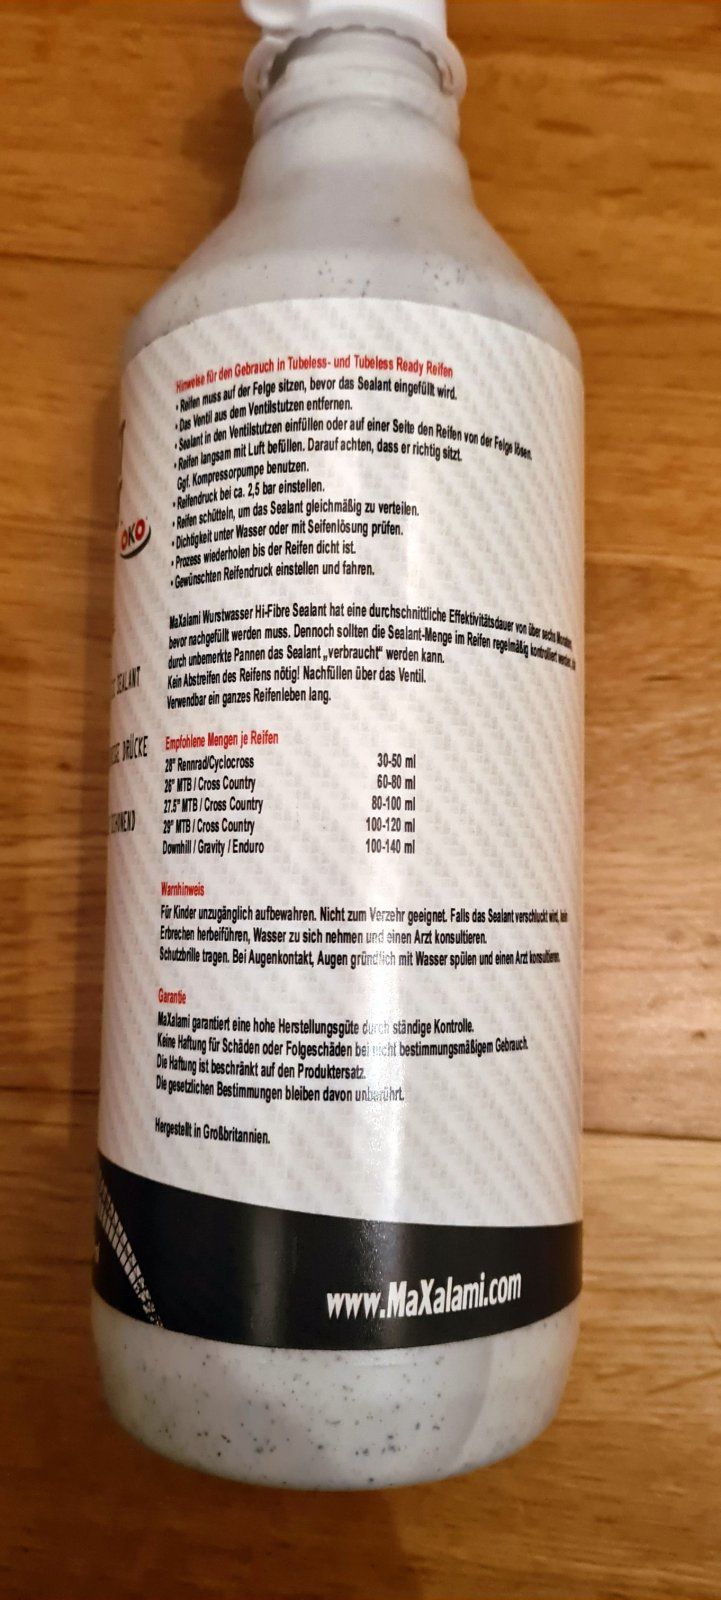 Hinweise für den Gebrauch in Tubeless- und Tubeless Ready Reifen
• Reifen muss auf der Felge sitzen, bevor das Sealant eingefüllt wird.
• Das Ventil aus dem Ventilstutzen entfernen.
• Sealant in den Ventilstutzen einfüllen oder auf einer Seite den Reifen von der Felge lösen.
• Reifen langsam mit Luft befüllen. Darauf achten, dass er richtig sitzt.
Ggf. Kompressorpumpe benutzen.
• Reifendruck bei ca. 2,5 bar einstellen.
• Reifen schütteln, um das Sealant gleichmäßig zu verteilen.
• Dichtigkeit unter Wasser oder mit Seifenlösung prüfen.
• Prozess wiederholen bis der Reifen dicht ist.
• Gewünschten Reifendruck einstellen und fahren.
OKO
MaXalami Wurstwasser Hi-Fibre Sealant hat eine durchschnittliche Effektivitätsdauer von über sechs Monaten
bevor nachgefüllt werden muss. Dennoch sollten die Sealant-Menge im Reifen regelmäßig kontrolliert werden, da
durch unbemerkte Pannen das Sealant „verbraucht“ werden kann.
Kein Abstreifen des Reifens nötig! Nachfüllen über das Ventil.
Verwendbar ein ganzes Reifenleben lang.
SEALANT
DRÜCKE
Empfohlene Mengen je Reifen
28" Rennrad/Cyclocross 30-50 ml
26" MTB / Cross Country 60-80 ml
27.5" MTB / Cross Country 80-100 ml
29" MTB / Cross Country 100-120 ml
Downhill / Gravity / Enduro 100-140 ml
Warnhinweis
Für Kinder unzugänglich aufbewahren. Nicht zum Verzehr geeignet. Falls das Sealant verschluckt wird, kein
Erbrechen herbeiführen, Wasser zu sich nehmen und einen Arzt konsultieren.
Schutzbrille tragen. Bei Augenkontakt, Augen gründlich mit Wasser spülen und einen Arzt konsultieren.
Garantie
MaXalami garantiert eine hohe Herstellungsgüte durch ständige Kontrolle.
Keine Haftung für Schäden oder Folgeschäden bei nicht bestimmungsmäßigem Gebrauch.
Die Haftung ist beschränkt auf den Produktersatz.
Die gesetzlichen Bestimmungen bleiben davon unberührt.
Hergestellt in Großbritannien.
www.MaXalami.com